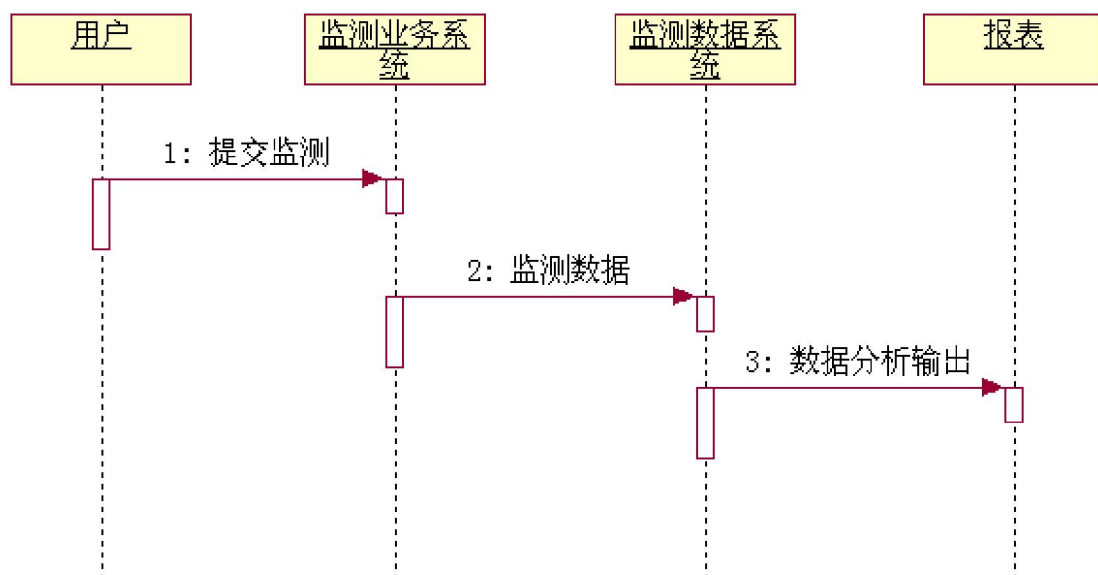 用户
监测业务系
统
监测数据系
统
报表
1: 提交监测
2: 监测数据
3: 数据分析输出